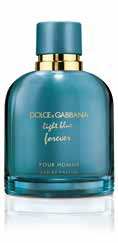 DOLCE & GABBANA
light blue
forever
POUR HOMME
EAU DE PARFUM